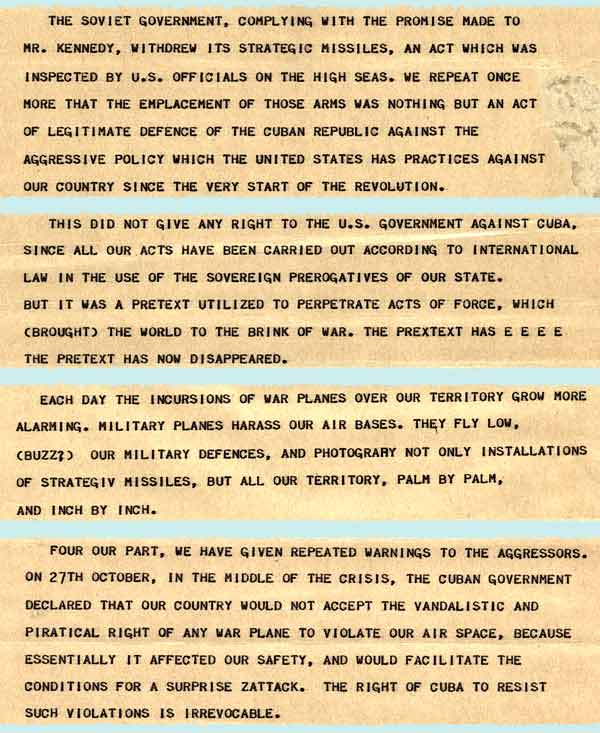 THE SOVIET GOVERNMENT, COMPLYING WITH THE PROMISE MADE TO
MR. KENNEDY, WITHDREW ITS STRATEGIC MISSILES, AN ACT WHICH WAS
INSPECTED BY U.S. OFFICIALS ON THE HIGH SEAS. WE REPEAT ONCE
MORE THAT THE EMPLACEMENT OF THOSE ARMS WAS NOTHING BUT AN ACT
OF LEGITIMATE DEFENCE OF THE CUBAN REPUBLIC AGAINST THE
AGGRESSIVE POLICY WHICH THE UNITED STATES HAS PRACTICES AGAINST
OUR COUNTRY SINCE THE VERY START OF THE REVOLUTION.
THIS DID NOT GIVE ANY RIGHT TO THE U.S. GOVERNMENT AGAINST CUBA,
SINCE ALL OUR ACTS HAVE BEEN CARRIED OUT ACCORDING TO INTERNATIONAL
LAW IN THE USE OF THE SOVEREIGN PREROGATIVES OF OUR STATE.
BUT IT WAS A PRETEXT UTILIZED TO PERPETRATE ACTS OF FORCE, WHICH
(BROUGHT) THE WORLD TO THE BRINK OF WAR. THE PREXTEXT HAS E E E E
THE PRETEXT HAS NOW DISAPPEARED.
EACH DAY THE INCURSIONS OF WAR PLANES OVER OUR TERRITORY GROW MORE
ALARMING. MILITARY PLANES HARASS OUR AIR BASES. THEY FLY LOW,
(BUZZ?) OUR MILITARY DEFENCES, AND PHOTOGRAPHY NOT ONLY INSTALLATIONS
OF STRATEGIV MISSILES, BUT ALL OUR TERRITORY, PALM BY PALM,
AND INCH BY INCH.
FOUR OUR PART, WE HAVE GIVEN REPEATED WARNINGS TO THE AGGRESSORS.
ON 27TH OCTOBER, IN THE MIDDLE OF THE CRISIS, THE CUBAN GOVERNMENT
DECLARED THAT OUR COUNTRY WOULD NOT ACCEPT THE VANDALISTIC AND
PIRATICAL RIGHT OF ANY WAR PLANE TO VIOLATE OUR AIR SPACE, BECAUSE
ESSENTIALLY IT AFFECTED OUR SAFETY, AND WOULD FACILITATE THE
CONDITIONS FOR A SURPRISE ZATTACK. THE RIGHT OF CUBA TO RESIST
SUCH VIOLATIONS IS IRREVOCABLE.